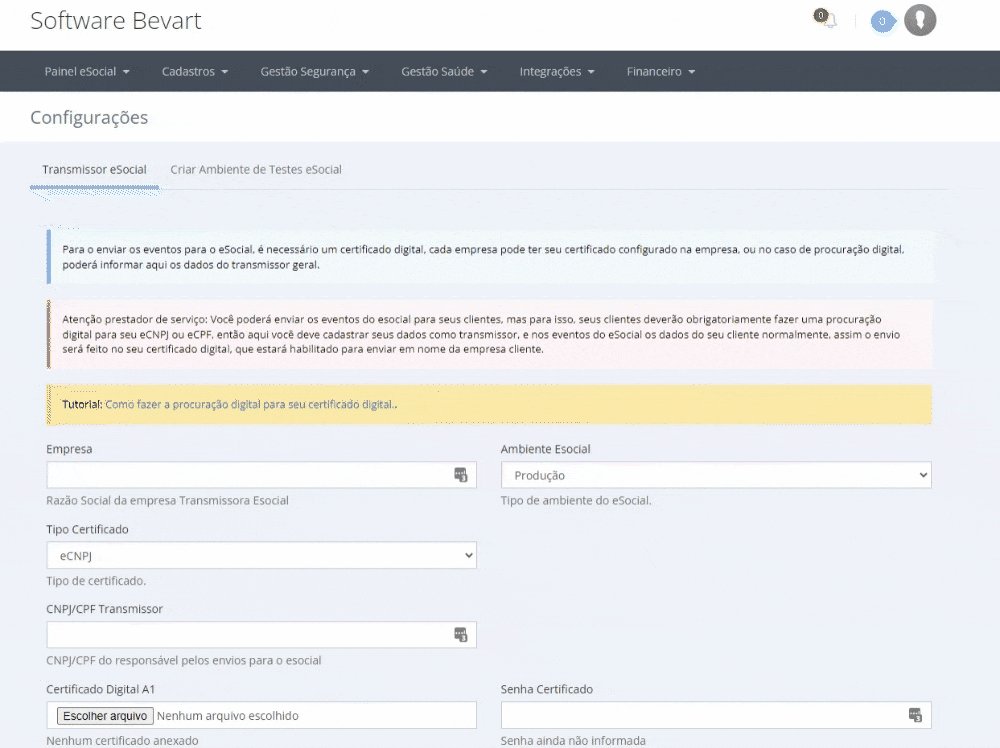 Software Bevart
0
0
Painel eSocial
Cadastros
Gestão Segurança
Gestão Saúde
Integrações
Financeiro
Configurações
Transmissor eSocial
Criar Ambiente de Testes eSocial
Para o enviar os eventos para o eSocial, é necessário um certificado digital, cada empresa pode ter seu certificado configurado na empresa, ou no caso de procuração digital,
poderá informar aqui os dados do transmissor geral.
Atenção prestador de serviço: Você poderá enviar os eventos do esocial para seus clientes, mas para isso, seus clientes deverão obrigatoriamente fazer uma procuração
digital para seu eCNPJ ou eCPF, então aqui você deve cadastrar seus dados como transmissor, e nos eventos do eSocial os dados do seu cliente normalmente, assim o envio
será feito no seu certificado digital, que estará habilitado para enviar em nome da empresa cliente.
Tutorial: Como fazer a procuração digital para seu certificado digital..
Empresa
Ambiente Esocial
Produção
Razão Social da empresa Transmissora Esocial
Tipo de ambiente do eSocial.
Tipo Certificado
eCNPJ
Tipo de certificado.
CNPJ/CPF Transmissor
CNPJ/CPF do responsável pelos envios para o esocial
Certificado Digital A1
Senha Certificado
Escolher arquivo Nenhum arquivo escolhido
Nenhum certificado anexado
Senha ainda não informada